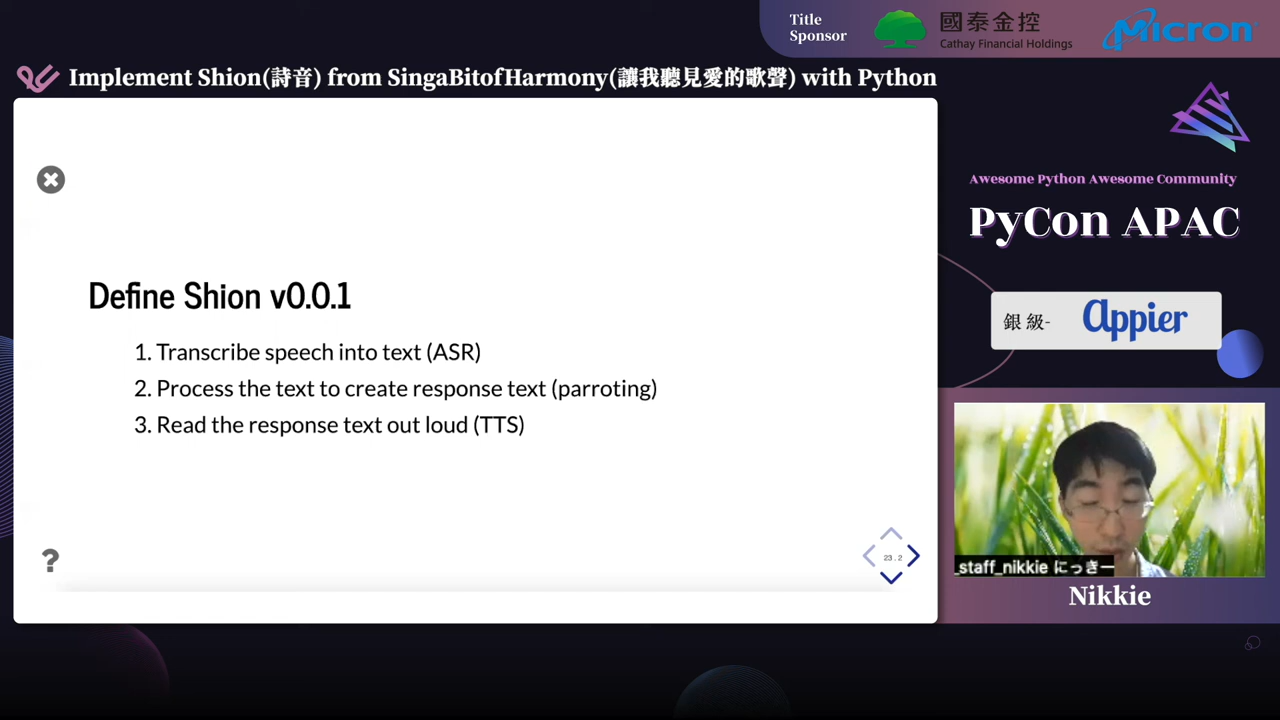 Title
Sponsor
國泰金控
Cathay Financial Holdings
Micron
Implement Shion(詩音) from SingaBitofHarmony(讓我聽見愛的歌聲) with Python
Awesome Python Awesome Community
PyCon APAC
銀級-
Appier
Define Shion v0.0.1
1. Transcribe speech into text (ASR)
2. Process the text to create response text (parroting)
3. Read the response text out loud (TTS)
?
23.2
_staff_nikkie にっきー
Nikkie